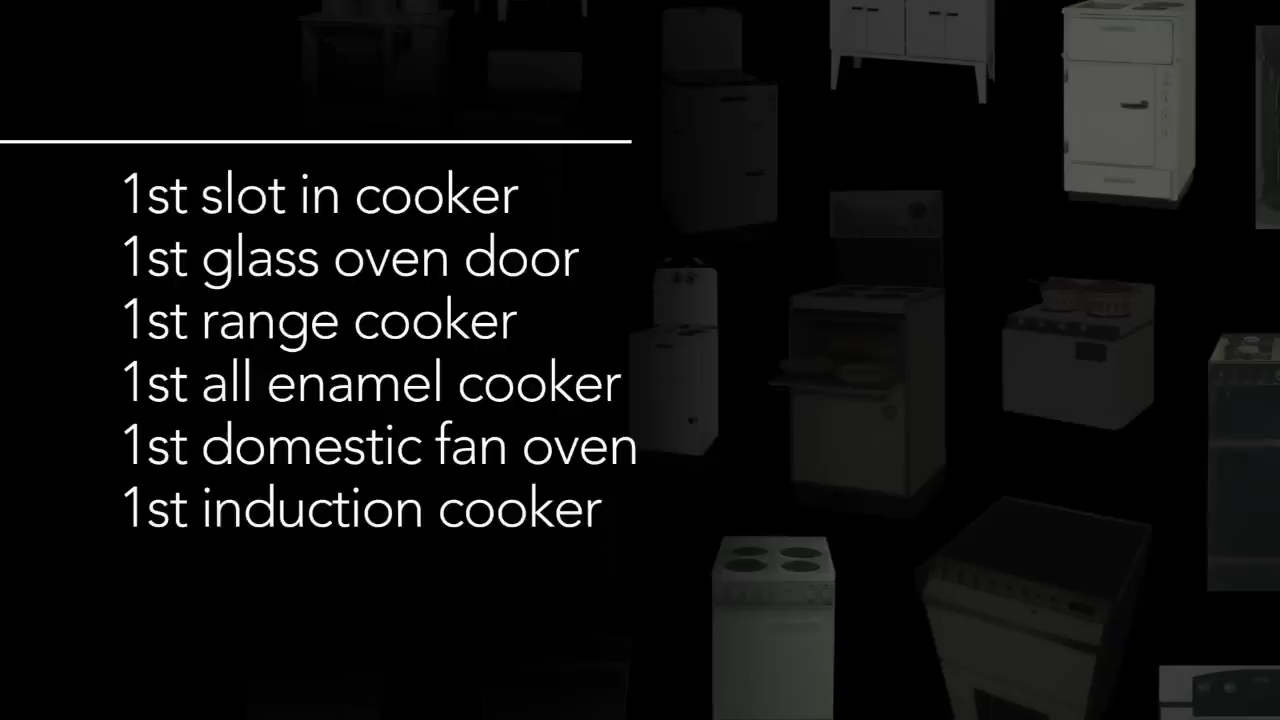 1st slot in cooker
1st glass oven door
1st range cooker
1st all enamel cooker
1st domestic fan oven
1st induction cooker